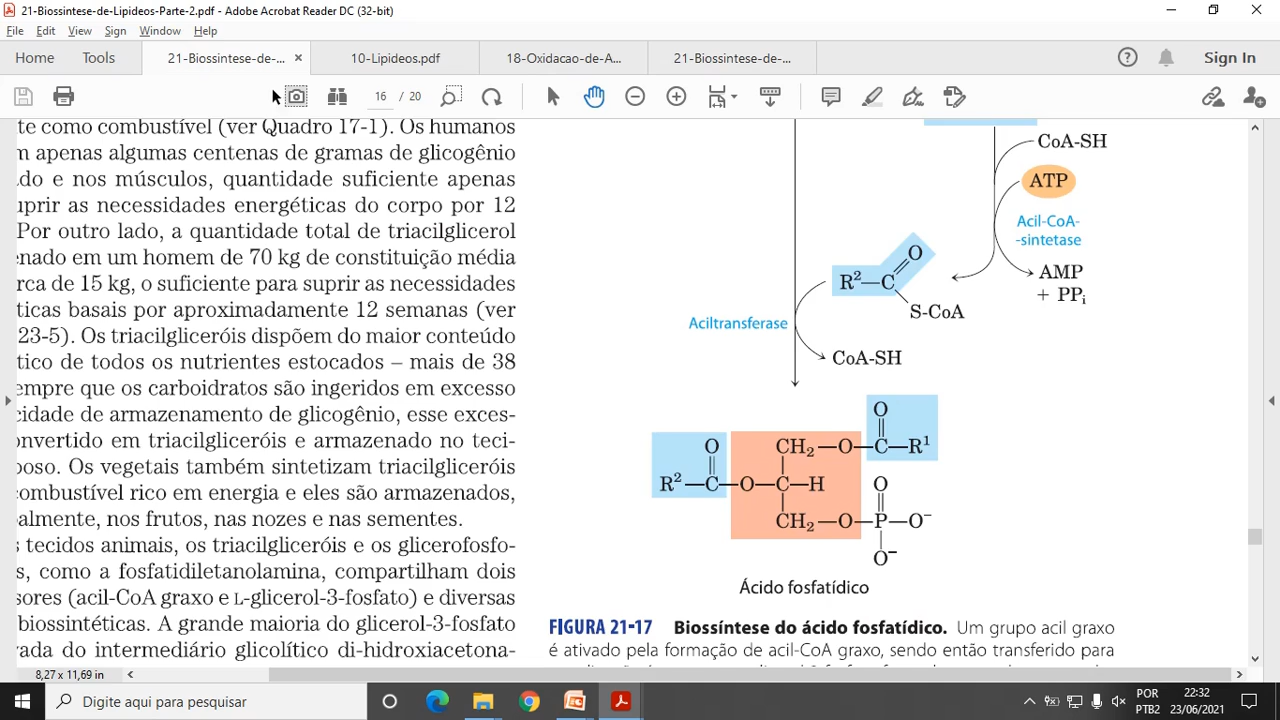 21-Biossintese-de-Lipideos-Parte-2.pdf - Adobe Acrobat Reader DC (32-bit)
File Edit View Sign Window Help
Home Tools 21-Biossintese-de-... × 10-Lipideos.pdf 18-Oxidacao-de-A... 21-Biossintese-de-... Sign In
16 / 20
te como combustível (ver Quadro 17-1). Os humanos
m apenas algumas centenas de gramas de glicogênio
do e nos músculos, quantidade suficiente apenas
uprir as necessidades energéticas do corpo por 12
Por outro lado, a quantidade total de triacilglicerol
enado em um homem de 70 kg de constituição média
rca de 15 kg, o suficiente para suprir as necessidades
ticas basais por aproximadamente 12 semanas (ver
23-5). Os triacilgliceróis dispõem do maior conteúdo
tico de todos os nutrientes estocados – mais de 38
empre que os carboidratos são ingeridos em excesso
cidade de armazenamento de glicogênio, esse exces-
onvertido em triacilgliceróis e armazenado no teci-
poso. Os vegetais também sintetizam triacilgliceróis
combustível rico em energia e eles são armazenados,
palmente, nos frutos, nas nozes e nas sementes.
s tecidos animais, os triacilgliceróis e os glicerofosfo-
s, como a fosfatidiletanolamina, compartilham dois
sores (acil-CoA graxo e L-glicerol-3-fosfato) e diversas
biossintéticas. A grande maioria do glicerol-3-fosfato
vada do intermediário glicolítico di-hidroxiacetona-
CoA-SH
ATP
Acil-CoA-
-sintetase
AMP
+ PPi
O
R²—C
S-CoA
Aciltransferase
CoA-SH
O
O CH₂—O—C—R¹
R²—C—O—C—H O
CH₂—O—P—O⁻
O⁻
Ácido fosfatídico
FIGURA 21-17 Biossíntese do ácido fosfatídico. Um grupo acil graxo
é ativado pela formação de acil-CoA graxo, sendo então transferido para
8,27 x 11,69 in
Digite aqui para pesquisar
POR
PTB2
22:32
23/06/2021